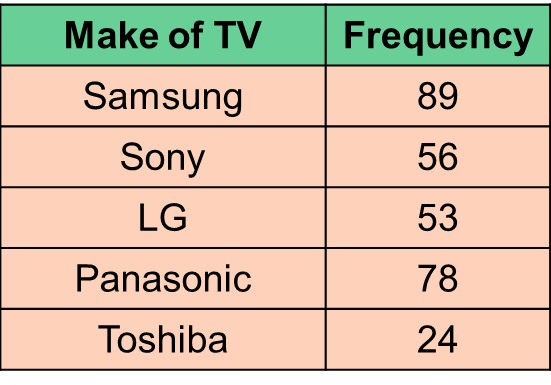 Make of TV Frequency
Samsung 89
Sony 56
LG 53
Panasonic 78
Toshiba 24